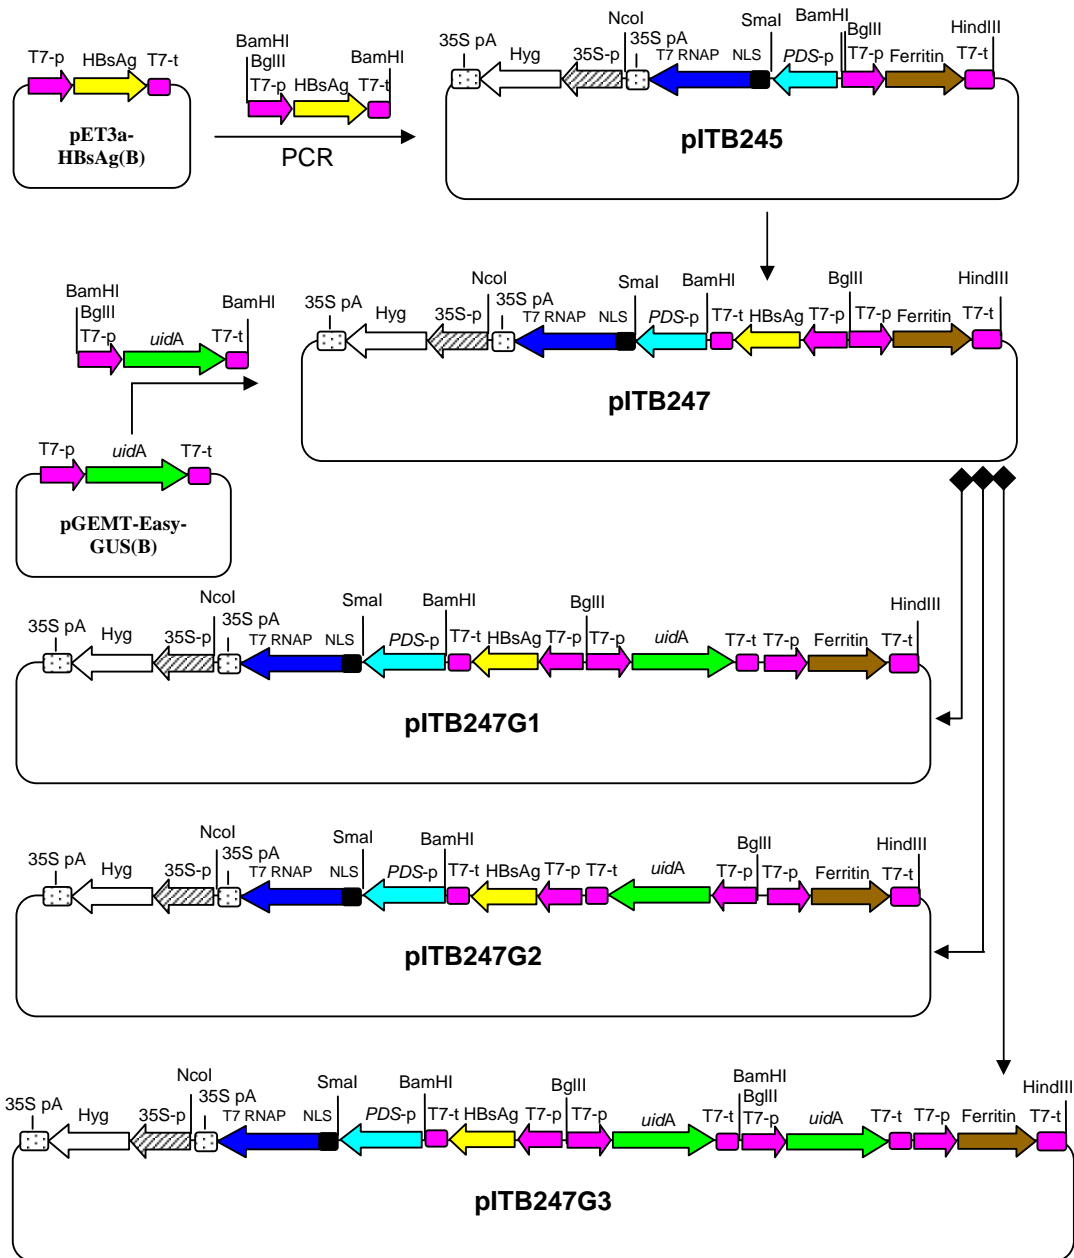 T7-p HBsAg T7-t
pET3a-
HBsAg(B)
BamHI
BglII
BamHI
T7-p HBsAg T7-t
PCR
35S pA Hyg 35S-p NcoI 35S pA T7 RNAP NLS SmaI PDS-p BamHI BglII T7-p Ferritin HindIII T7-t
pITB245
BamHI
BglII
BamHI
T7-p uidA T7-t
T7-p uidA T7-t
pGEMT-Easy-
GUS(B)
35S pA Hyg 35S-p NcoI 35S pA T7 RNAP NLS SmaI PDS-p BamHI T7-t HBsAg T7-p BglII T7-p Ferritin HindIII T7-t
pITB247
35S pA Hyg 35S-p NcoI 35S pA T7 RNAP NLS SmaI PDS-p BamHI T7-t HBsAg T7-p BglII T7-p uidA T7-t T7-p Ferritin HindIII T7-t
pITB247G1
35S pA Hyg 35S-p NcoI 35S pA T7 RNAP NLS SmaI PDS-p BamHI T7-t HBsAg T7-p T7-t uidA T7-p BglII T7-p Ferritin HindIII T7-t
pITB247G2
35S pA Hyg 35S-p NcoI 35S pA T7 RNAP NLS SmaI PDS-p BamHI T7-t HBsAg T7-p BglII T7-p uidA T7-t BamHI BglII T7-p uidA T7-t T7-p Ferritin HindIII T7-t
pITB247G3